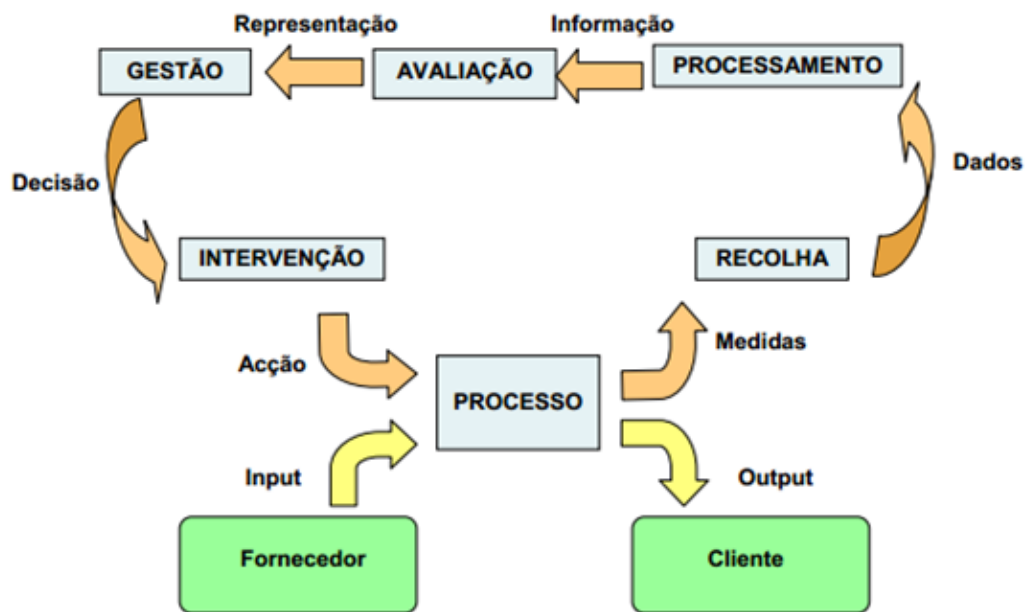 Representação
Informação
GESTÃO
AVALIAÇÃO
PROCESSAMENTO
Decisão
Dados
INTERVENÇÃO
RECOLHA
Acção
Medidas
PROCESSO
Input
Output
Fornecedor
Cliente